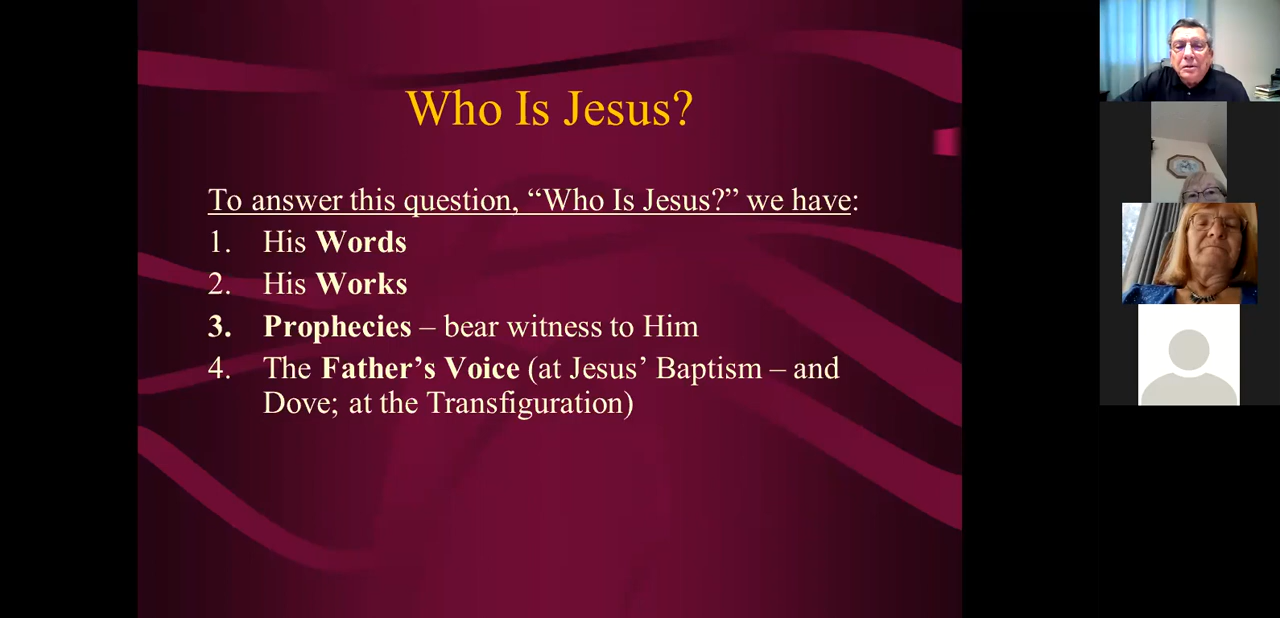 Who Is Jesus?
To answer this question, “Who Is Jesus?” we have:
1. His Words
2. His Works
3. Prophecies – bear witness to Him
4. The Father’s Voice (at Jesus’ Baptism – and
Dove; at the Transfiguration)